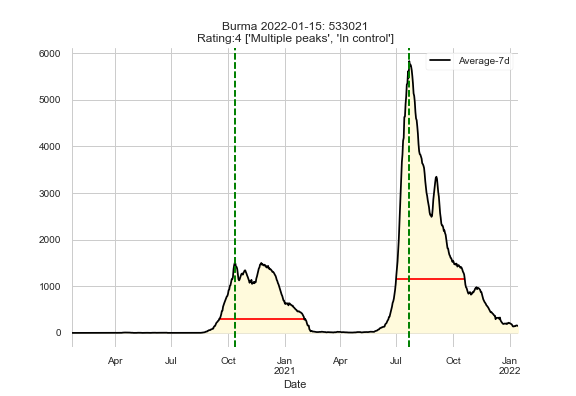 Burma 2022-01-15: 533021
Rating:4 ['Multiple peaks', 'In control']
Average-7d
6000
5000
4000
3000
2000
1000
0
Apr
Jul
Oct
Jan
2021
Apr
Jul
Oct
Jan
2022
Date